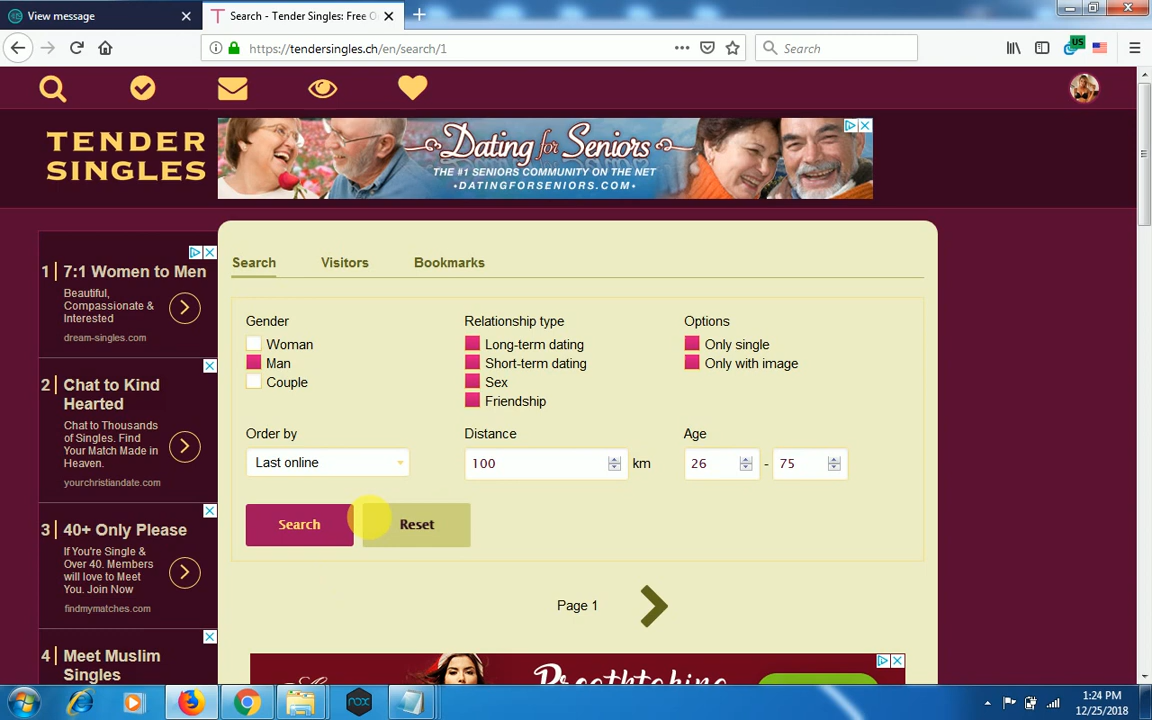 View message
Search - Tender Singles: Free O
https://tendersingles.ch/en/search/1
Search
US
TENDER
SINGLES
Dating for Seniors
THE #1 SENIORS COMMUNITY ON THE NET
•DATINGFORSENIORS.COM•
1 7:1 Women to Men
Beautiful,
Compassionate &
Interested
dream-singles.com
2 Chat to Kind
Hearted
Chat to Thousands
of Singles. Find
Your Match Made in
Heaven.
yourchristiandate.com
3 40+ Only Please
If You're Single &
Over 40. Members
will love to Meet
You. Join Now
findmymatches.com
4 Meet Muslim
Singles
Search Visitors Bookmarks
Gender
Woman
Man
Couple
Relationship type
Long-term dating
Short-term dating
Sex
Friendship
Options
Only single
Only with image
Order by
Last online
Distance
100 km
Age
26 - 75
Search Reset
Page 1
Breathtaking
nox
1:24 PM
12/25/2018